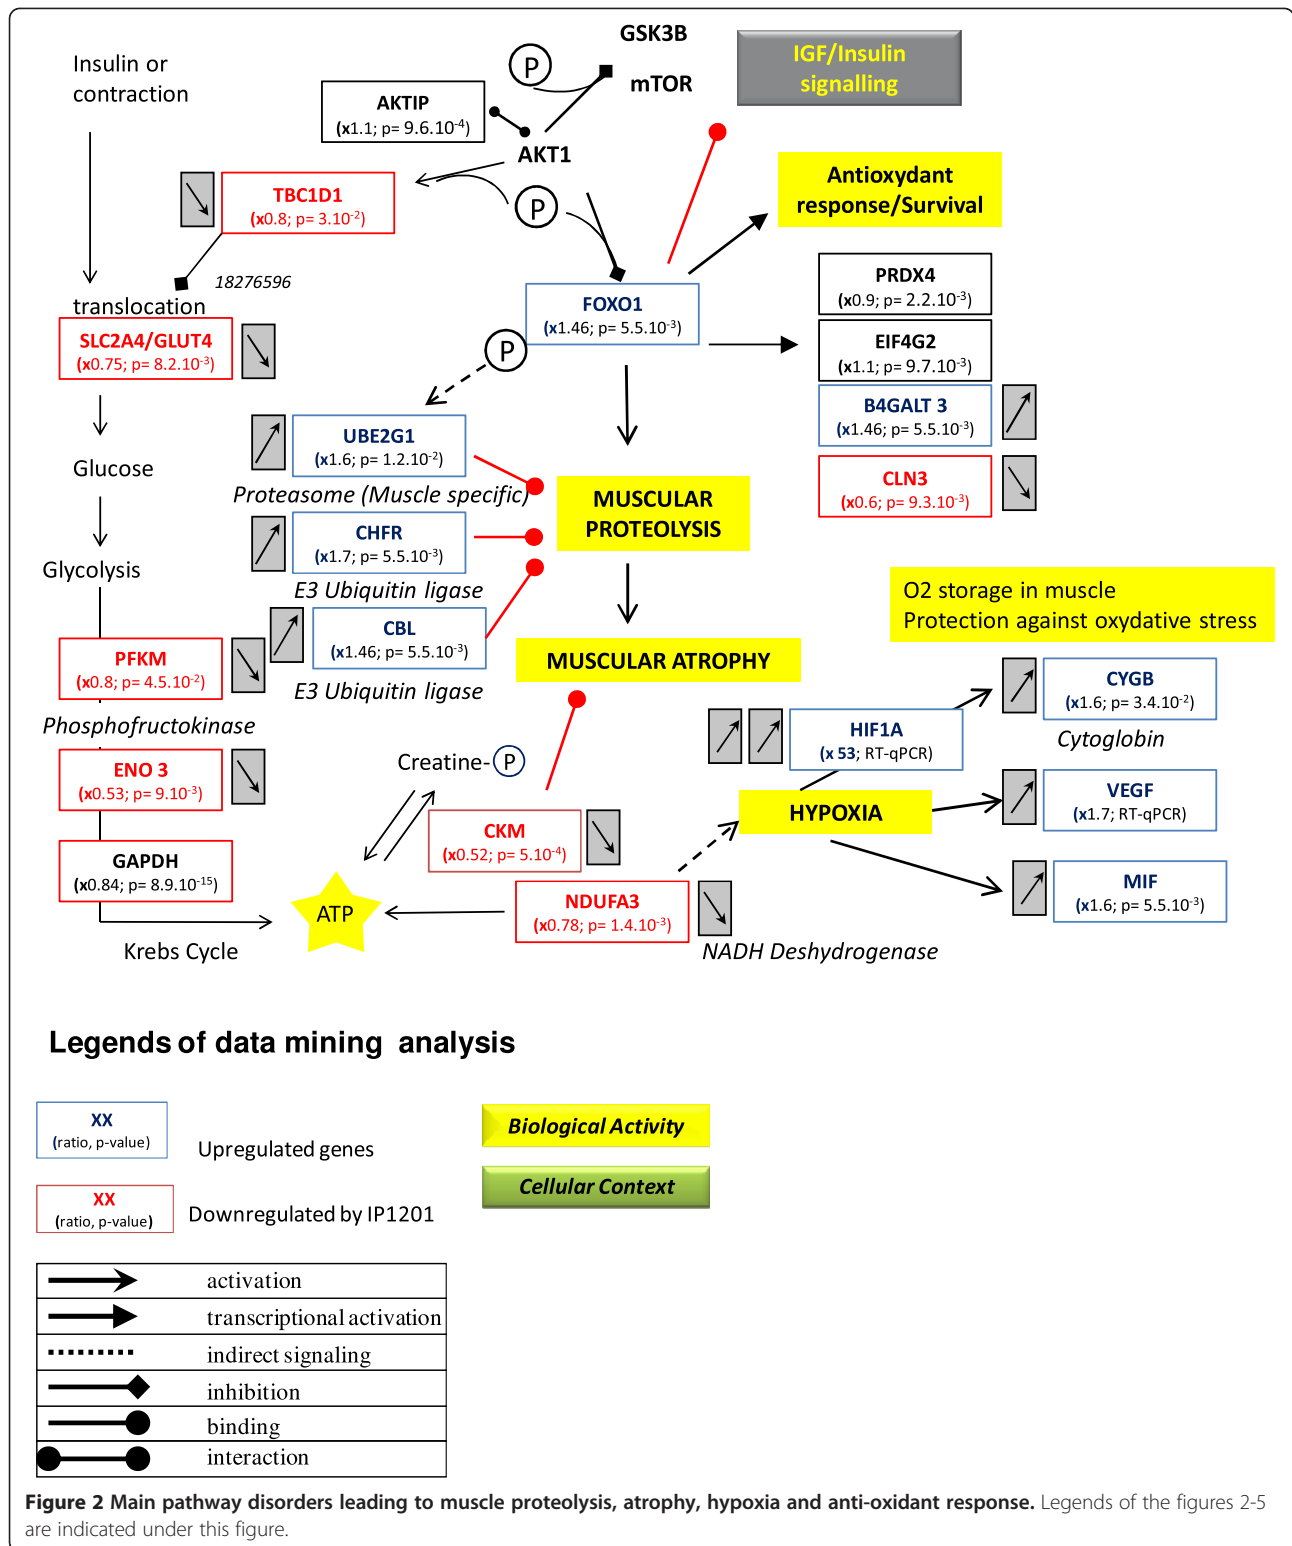 Insulin or
contraction
GSK3B
mTOR
P
IGF/Insulin
signalling
AKTIP
(x1.1; p= 9.6.10-4)
AKT1
TBC1D1
(x0.8; p= 3.10-2)
P
Antioxydant
response/Survival
18276596
translocation
SLC2A4/GLUT4
(x0.75; p= 8.2.10-3)
FOXO1
(x1.46; p= 5.5.10-3)
P
PRDX4
(x0.9; p= 2.2.10-3)
EIF4G2
(x1.1; p= 9.7.10-3)
B4GALT 3
(x1.46; p= 5.5.10-3)
CLN3
(x0.6; p= 9.3.10-3)
Glucose
UBE2G1
(x1.6; p= 1.2.10-2)
Proteasome (Muscle specific)
CHFR
(x1.7; p= 5.5.10-3)
E3 Ubiquitin ligase
CBL
(x1.46; p= 5.5.10-3)
E3 Ubiquitin ligase
MUSCULAR
PROTEOLYSIS
MUSCULAR ATROPHY
Glycolysis
PFKM
(x0.8; p= 4.5.10-2)
Phosphofructokinase
ENO 3
(x0.53; p= 9.10-3)
GAPDH
(x0.84; p= 8.9.10-15)
Krebs Cycle
ATP
Creatine- P
CKM
(x0.52; p= 5.10-4)
NDUFA3
(x0.78; p= 1.4.10-3)
NADH Deshydrogenase
O2 storage in muscle
Protection against oxydative stress
HIF1A
(x 53; RT-qPCR)
HYPOXIA
CYGB
(x1.6; p= 3.4.10-2)
Cytoglobin
VEGF
(x1.7; RT-qPCR)
MIF
(x1.6; p= 5.5.10-3)
Legends of data mining analysis
XX
(ratio, p-value)
Upregulated genes
XX
(ratio, p-value)
Downregulated by IP1201
Biological Activity
Cellular Context
activation
transcriptional activation
indirect signaling
inhibition
binding
interaction
Figure 2 Main pathway disorders leading to muscle proteolysis, atrophy, hypoxia and anti-oxidant response. Legends of the figures 2-5
are indicated under this figure.